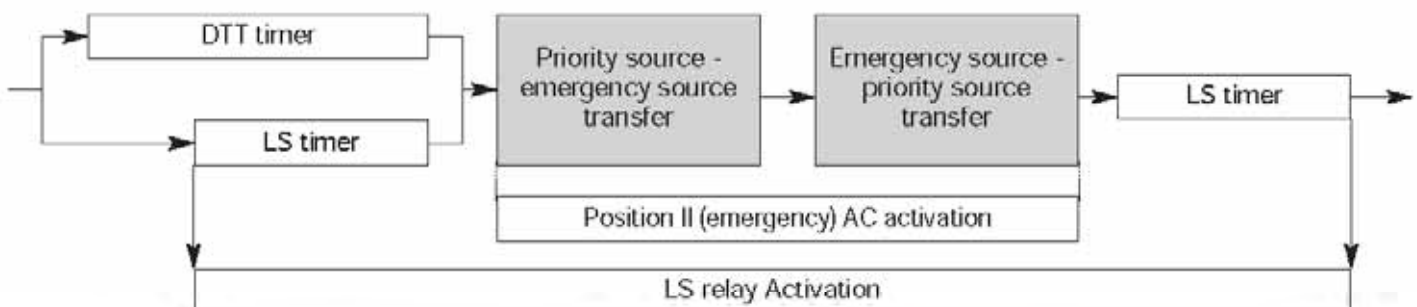 DTT timer
LS timer
Priority source -
emergency source
transfer
Emergency source -
priority source
transfer
LS timer
Position II (emergency) AC activation
LS relay Activation